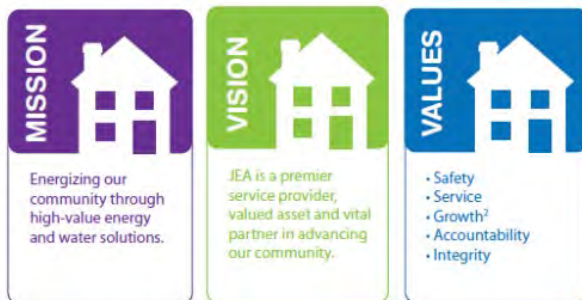 MISSION
Energizing our
community through
high-value energy
and water solutions.
VISION
JEA is a premier
service provider,
valued asset and vital
partner in advancing
our community.
VALUES
• Safety
• Service
• Growth²
• Accountability
• Integrity